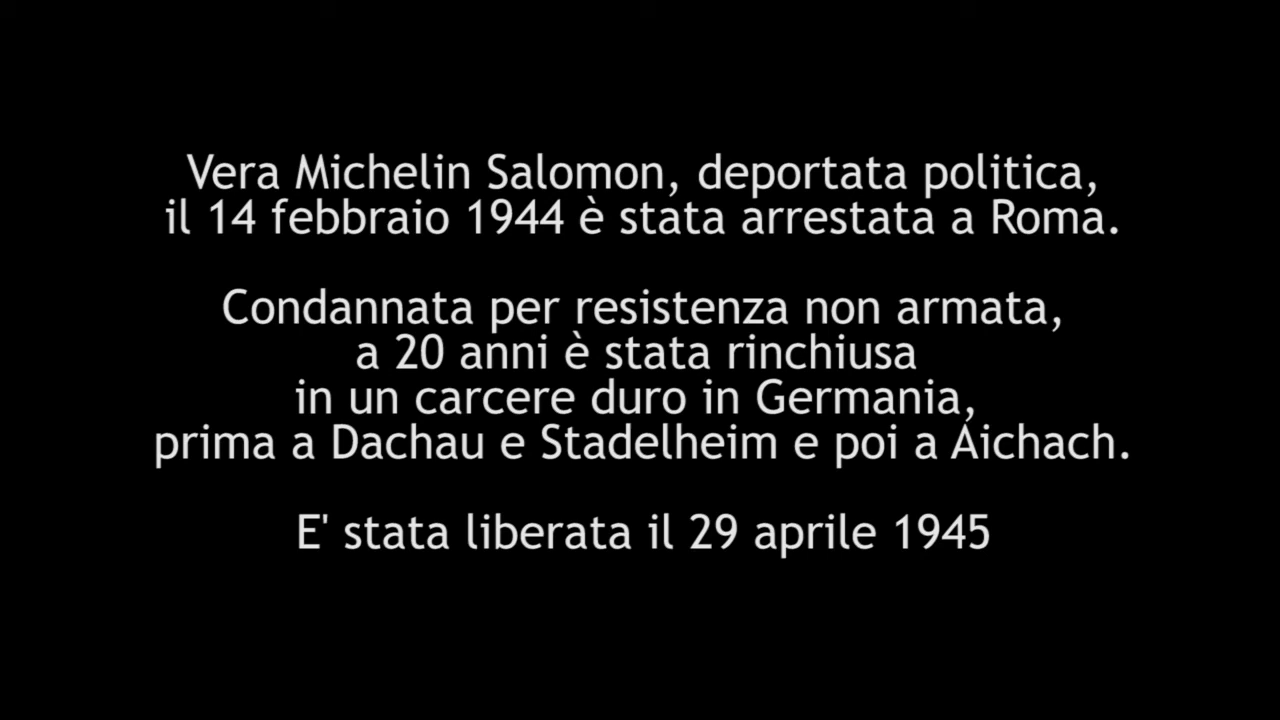 Vera Michelin Salomon, deportata politica,
il 14 febbraio 1944 è stata arrestata a Roma.
Condannata per resistenza non armata,
a 20 anni è stata rinchiusa
in un carcere duro in Germania,
prima a Dachau e Stadelheim e poi a Aichach.
E' stata liberata il 29 aprile 1945